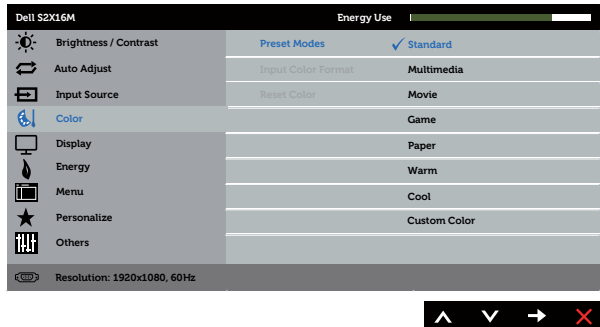 Dell S2X16M Energy Use
Brightness / Contrast Preset Modes Standard
Auto Adjust Input Color Format Multimedia
Input Source Reset Color Movie
Color Game
Display Paper
Energy Warm
Menu Cool
Personalize Custom Color
Others
Resolution: 1920x1080, 60Hz